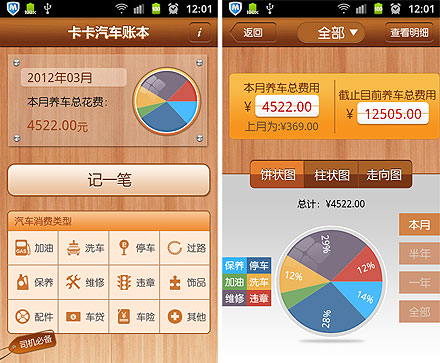 12:01
卡卡汽车账本
i
2012年03月
本月养车总花费:
4522.00元
记一笔
汽车消费类型
加油 洗车 停车 过路
保养 维修 违章 饰品
配件 车贷 车险 其他
司机必备
12:01
返回
全部
查看明细
本月养车总费用
¥ 4522.00
上月为:¥369.00
截止目前养车总费用
¥ 12505.00
饼状图 柱状图 走向图
总计: ¥4522.00
29%
12%
14%
28%
12%
保养 停车
加油 洗车
维修 违章
本月
半年
一年
全部